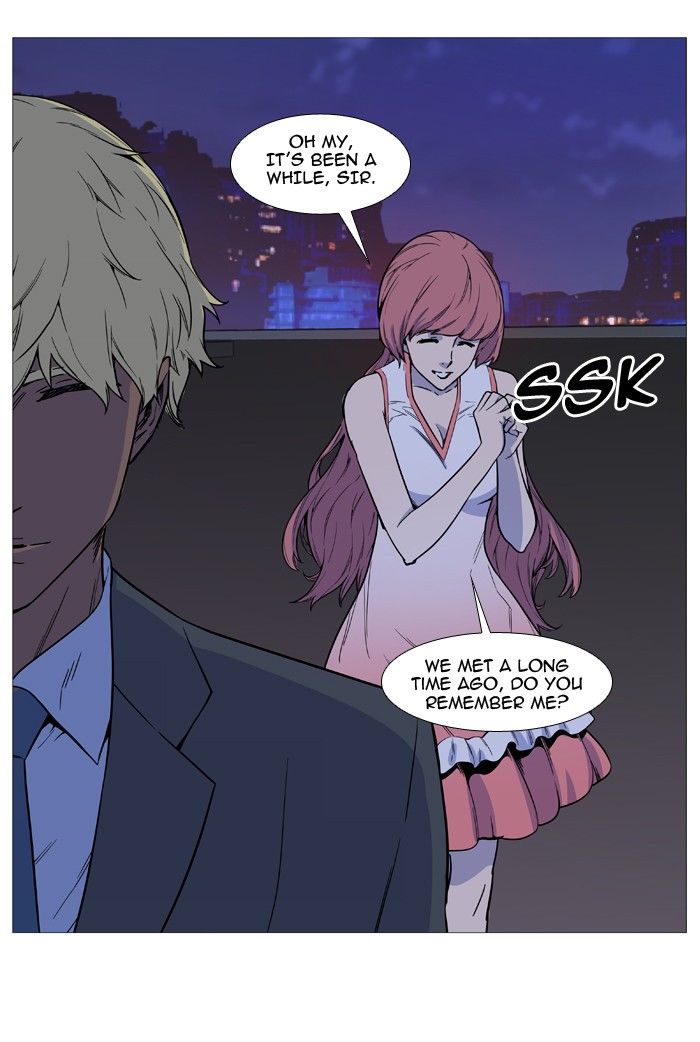 OH MY,
IT'S BEEN A
WHILE, SIR.
SSK
WE MET A LONG
TIME AGO, DO YOU
REMEMBER ME?